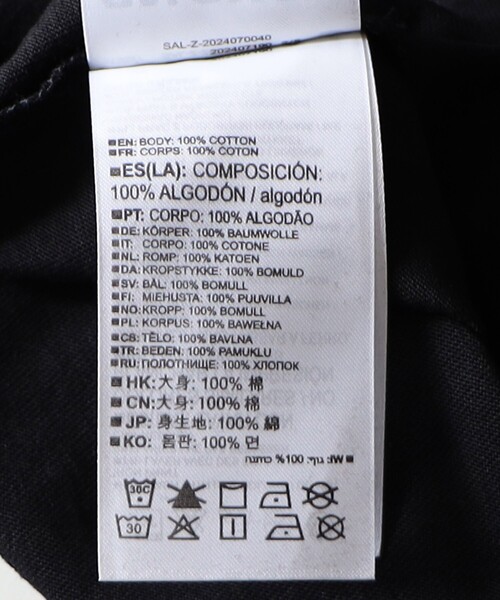 SAL-Z-2024070040
EN: BODY: 100% COTTON
FR: CORPS: 100% COTON
ES(LA): COMPOSICIÓN:
100% ALGODÓN / algodón
PT: CORPO: 100% ALGODÃO
DE: KÖRPER: 100% BAUMWOLLE
IT: CORPO: 100% COTONE
NL: ROMP: 100% KATOEN
DA: KROPSTYKKE: 100% BOMULD
SV: BÅL: 100% BOMULL
FI: MIEHUSTA: 100% PUUVILLA
NO: KROPP: 100% BOMULL
PL: KORPUS: 100% BAWEŁNA
CS: TĚLO: 100% BAVLNA
TR: BEDEN: 100% PAMUKLU
RU: ПОЛОТНИЩЕ: 100% ХЛОПОК
HK: 大身: 100% 棉
CN: 大身: 100% 棉
JP: 身生地: 100% 綿
KO: 몸판: 100% 면
IW: גוף: 100% כותנה
30C
30